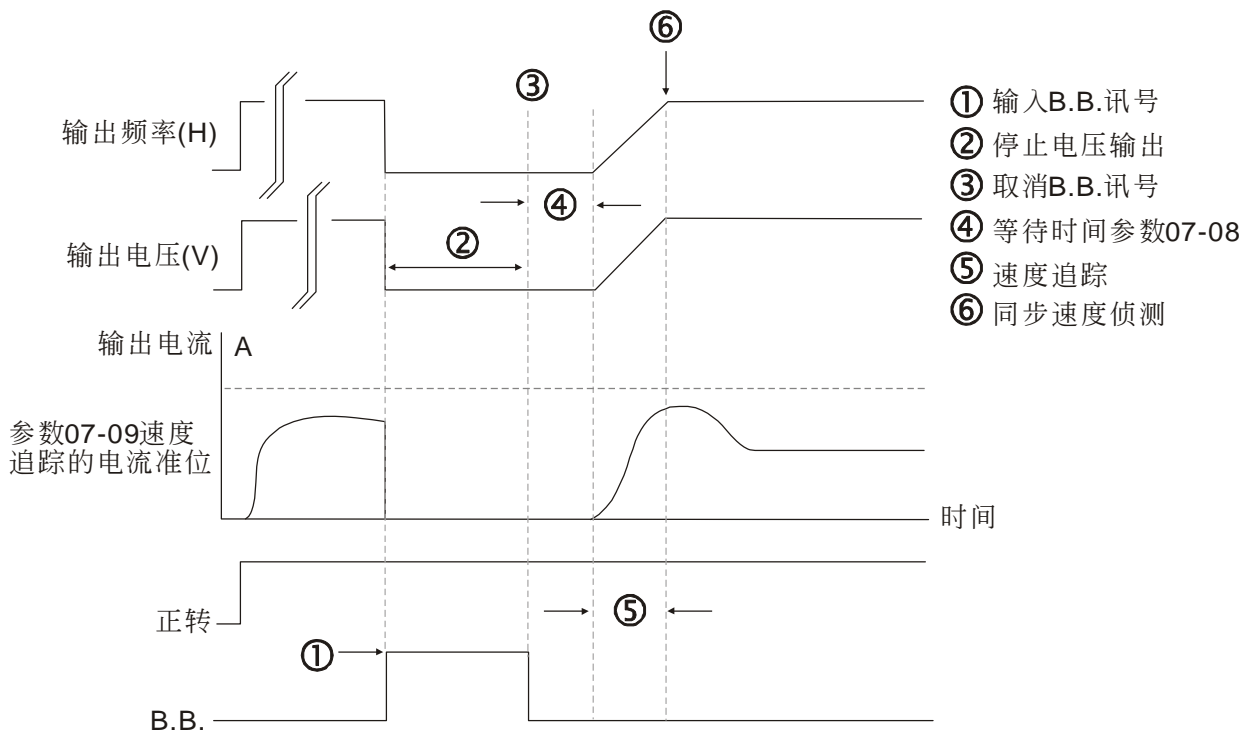 ⑥
③
① 输入B.B.讯号
输出频率(H)
② 停止电压输出
③ 取消B.B.讯号
④
④ 等待时间参数07-08
②
输出电压(V)
⑤ 速度追踪
⑥ 同步速度侦测
输出电流 A
参数07-09速度
追踪的电流准位
时间
正转
⑤
①
B.B.